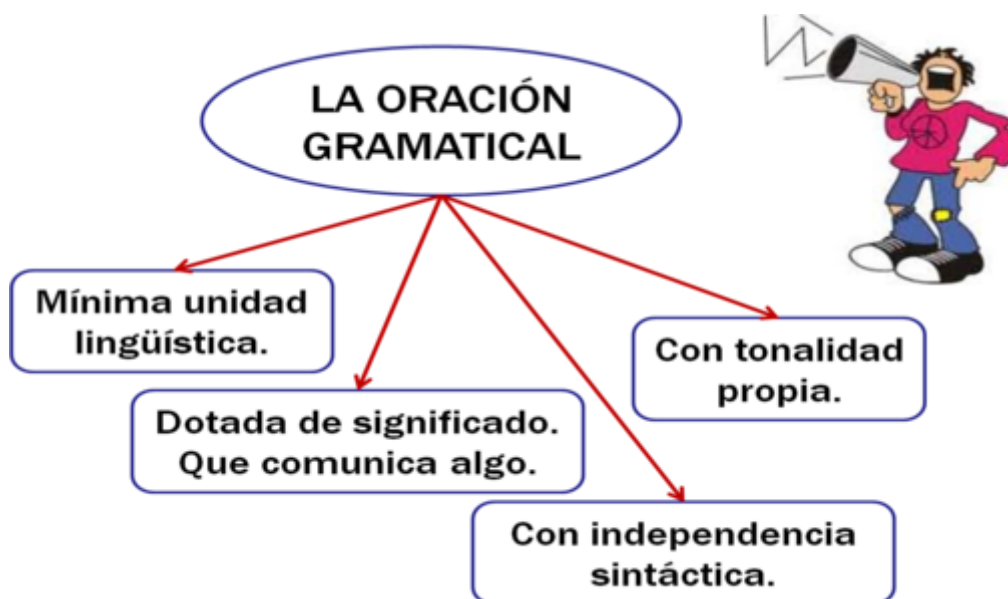 LA ORACIÓN
GRAMATICAL
Mínima unidad
lingüística.
Con tonalidad
propia.
Dotada de significado.
Que comunica algo.
Con independencia
sintáctica.